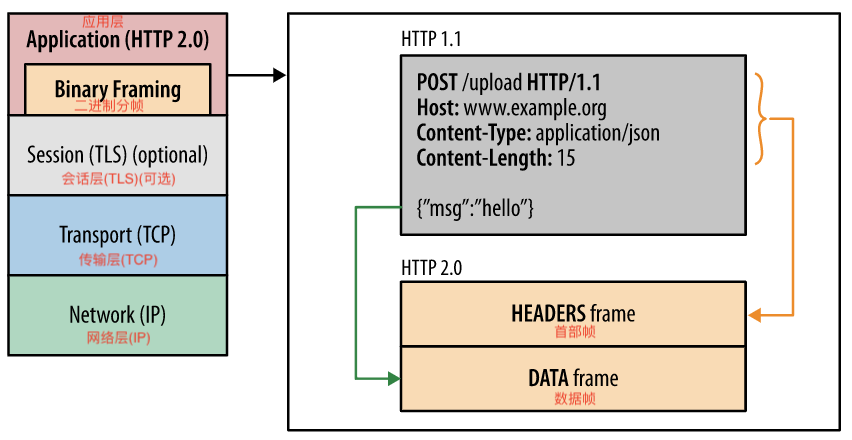 应用层
Application (HTTP 2.0)
Binary Framing
二进制分帧
Session (TLS) (optional)
会话层(TLS)(可选)
Transport (TCP)
传输层(TCP)
Network (IP)
网络层(IP)
HTTP 1.1
POST /upload HTTP/1.1
Host: www.example.org
Content-Type: application/json
Content-Length: 15
{"msg":"hello"}
HTTP 2.0
HEADERS frame
首部帧
DATA frame
数据帧